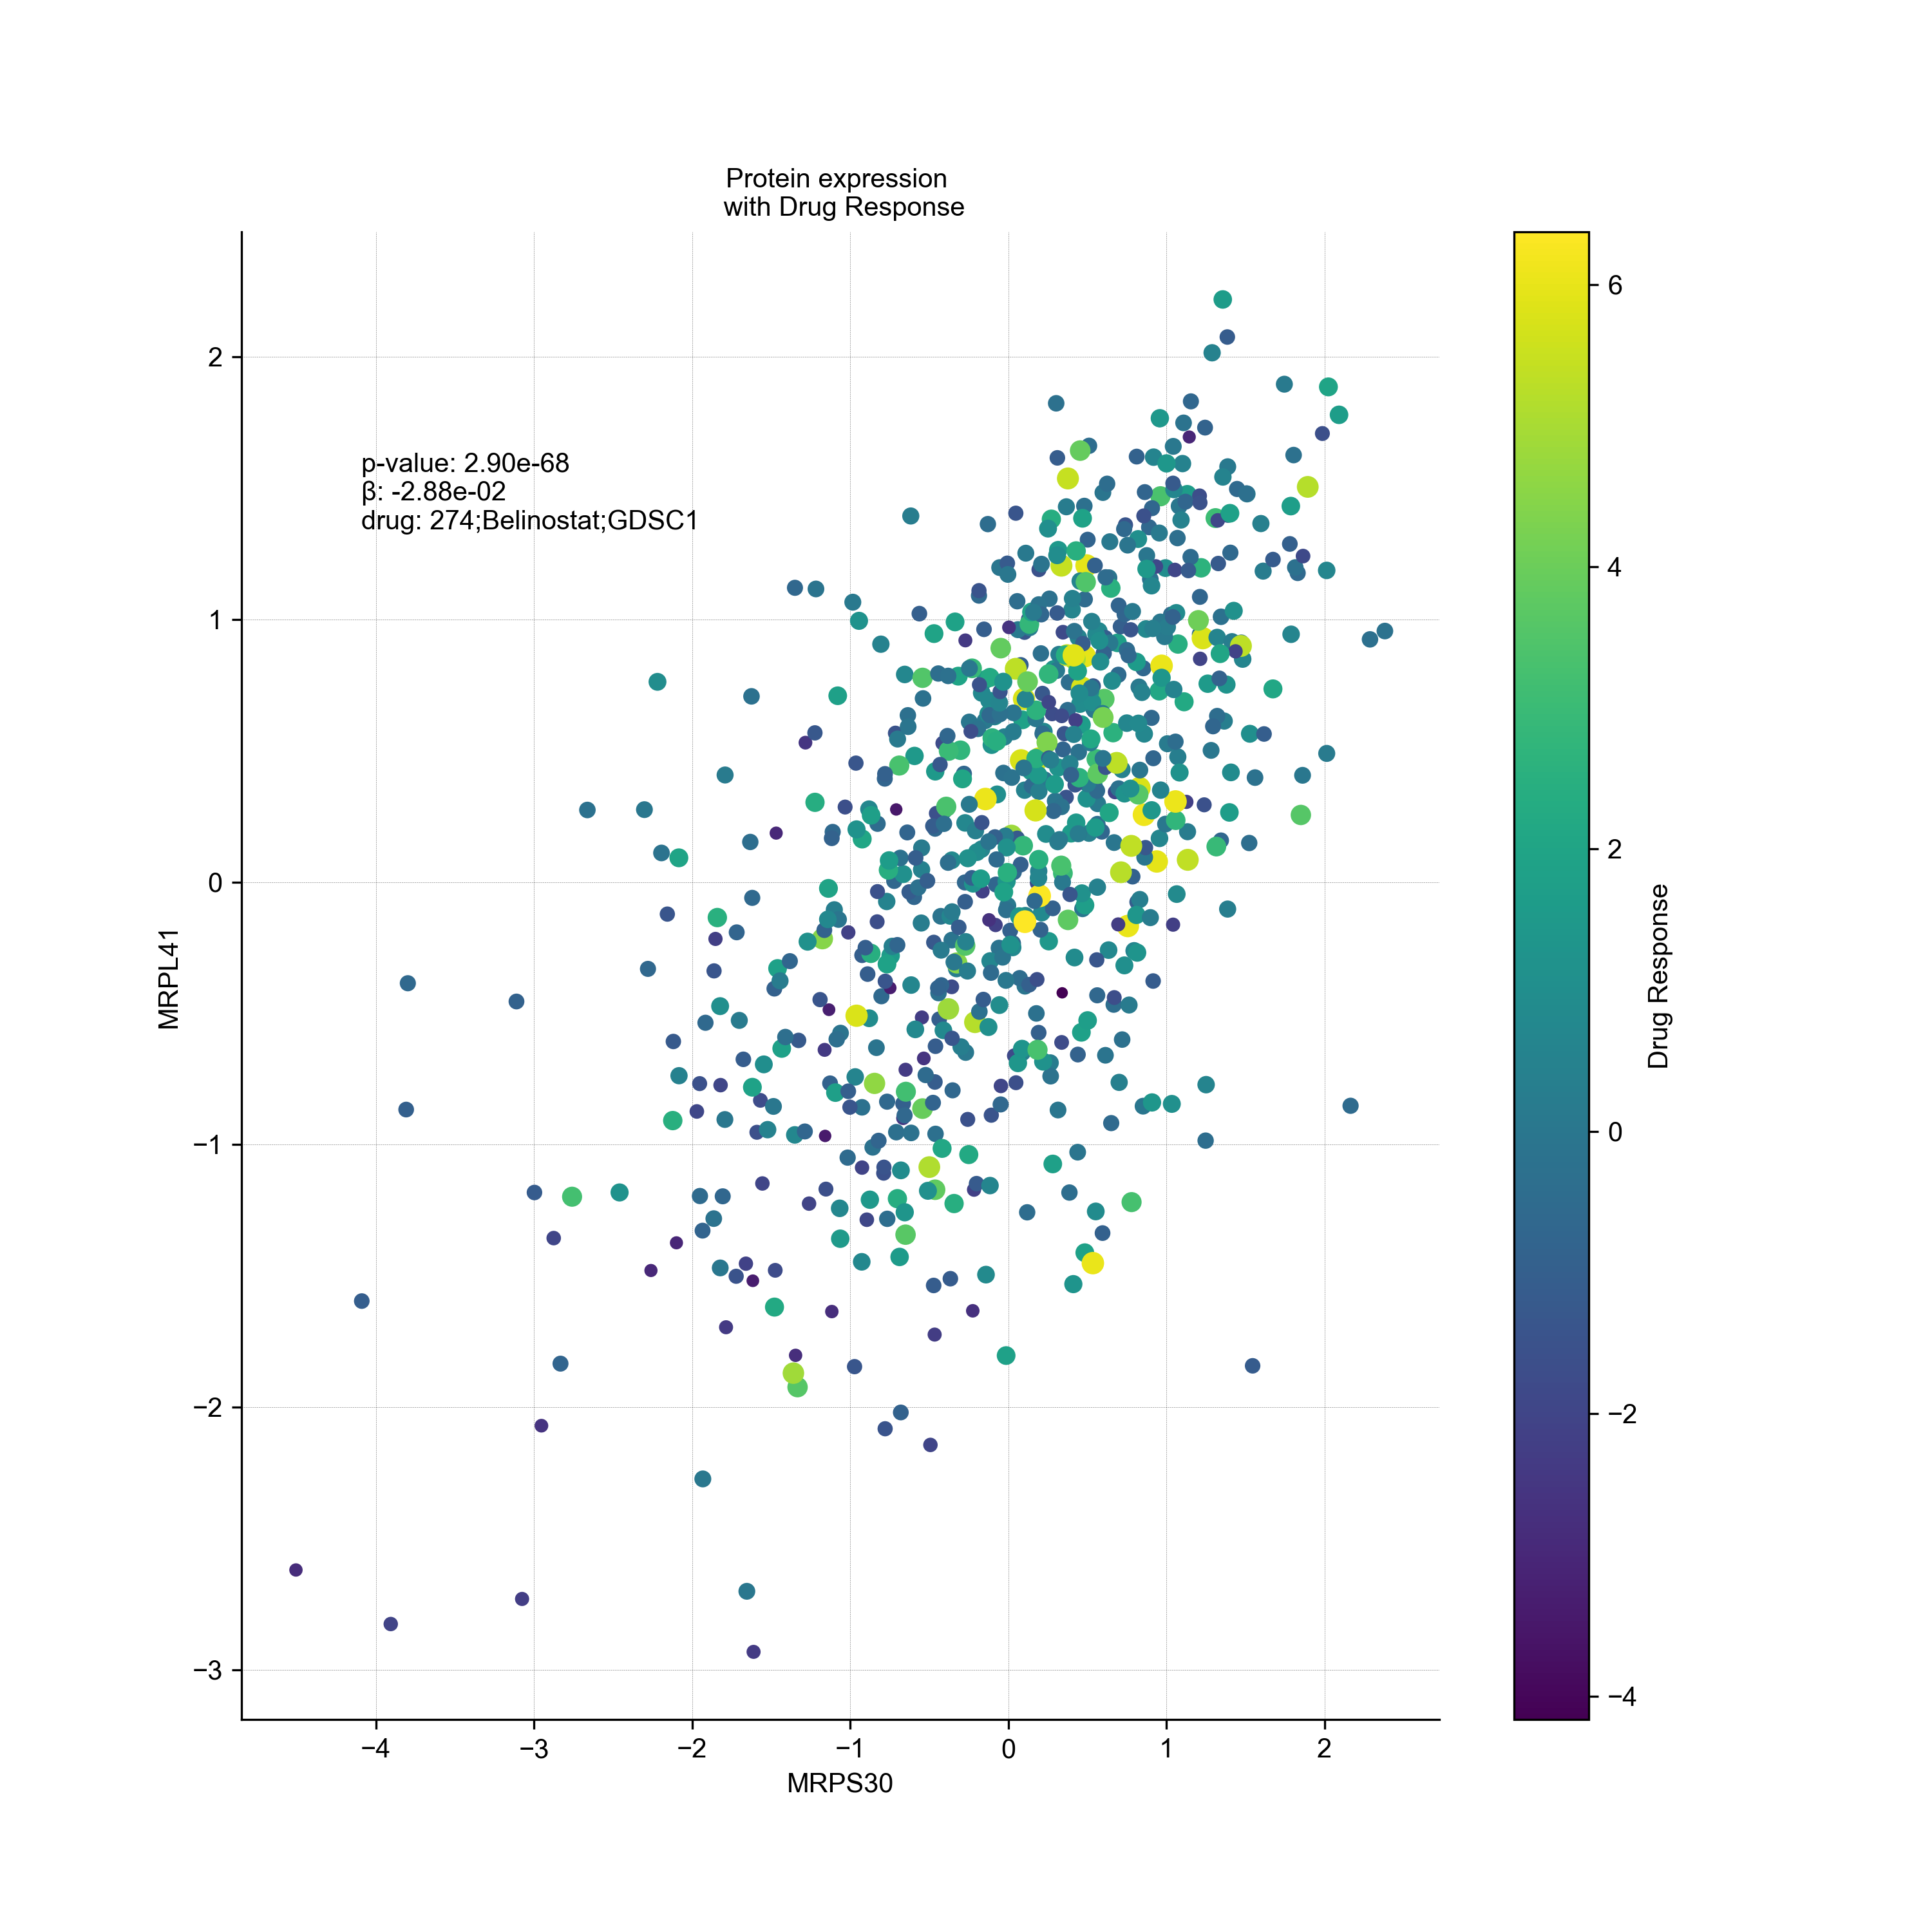 Protein expression
with Drug Response
p-value: 2.90e-68
β: -2.88e-02
drug: 274;Belinostat;GDSC1
2
1
0
−1
−2
−3
MRPL41
−4
−3
−2
−1
0
1
2
MRPS30
6
4
2
0
−2
−4
Drug Response